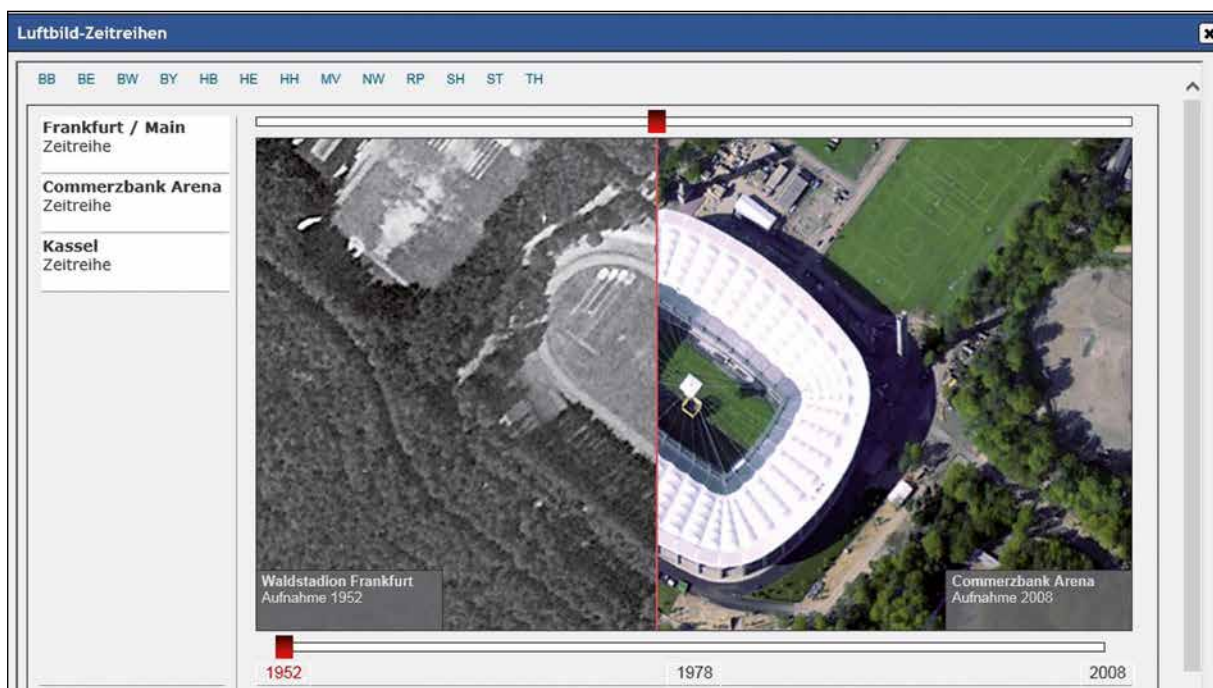 Luftbild-Zeitreihen
BB BE BW BY HB HE HH MV NW RP SH ST TH
Frankfurt / Main
Zeitreihe
Commerzbank Arena
Zeitreihe
Kassel
Zeitreihe
Waldstadion Frankfurt
Aufnahme 1952
Commerzbank Arena
Aufnahme 2008
1952 1978 2008